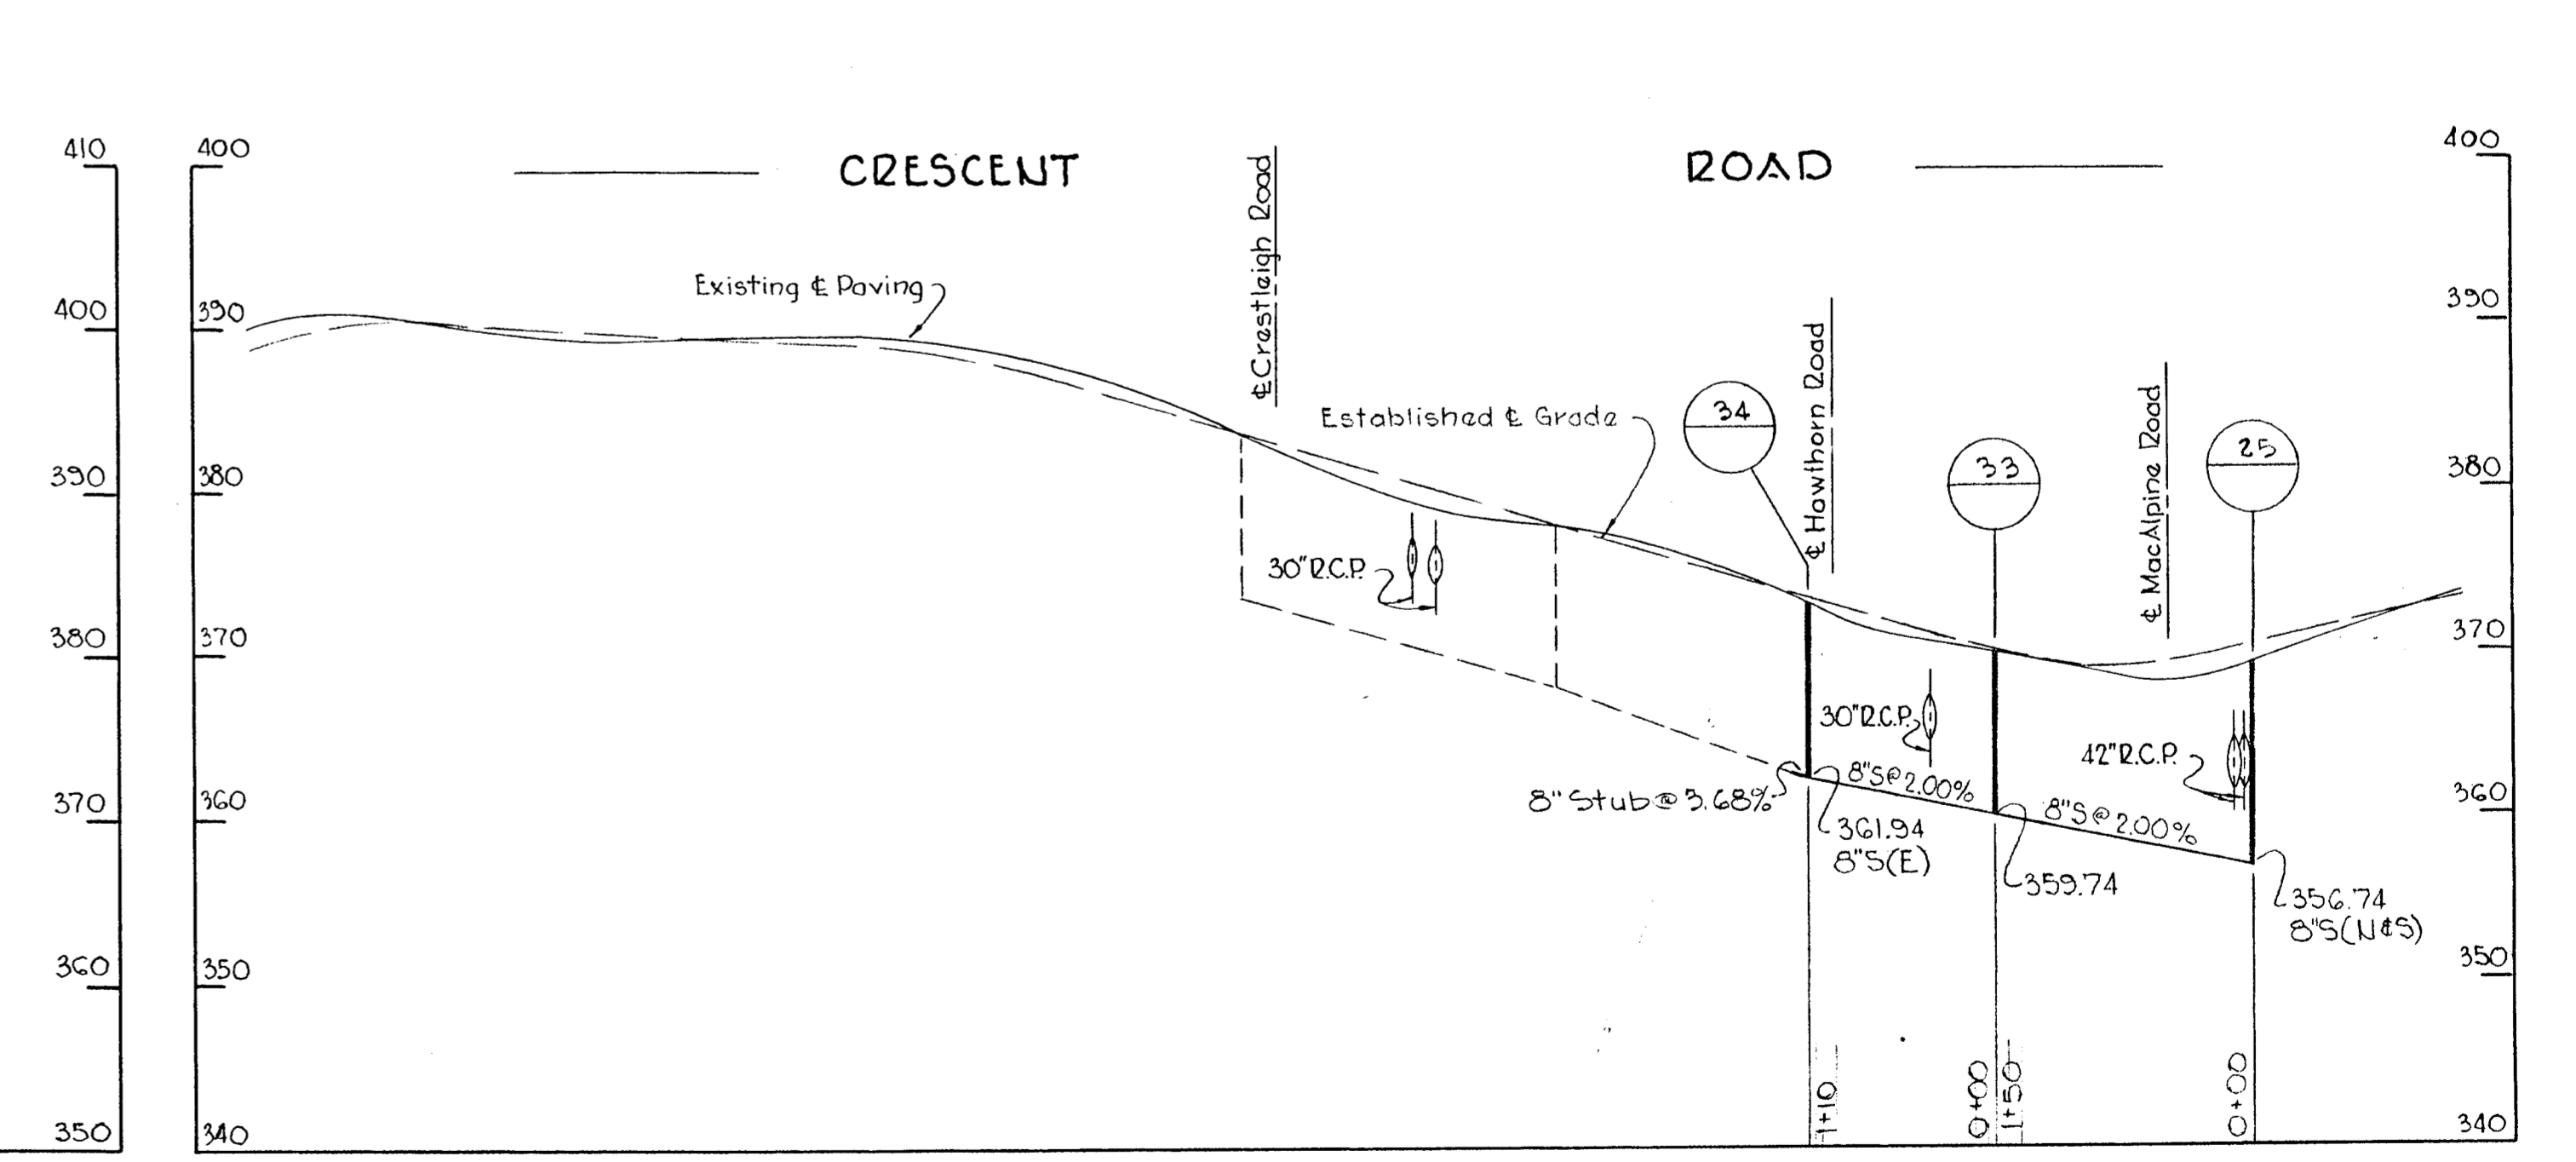 CRESCENT ROAD
410
400
390
380
370
360
350
400
390
380
370
360
350
340
400
390
380
370
360
350
340
Existing ℄ Paving
℄ Crestleigh Road
Established ℄ Grade
30" R.C.P.
34
℄ Hawthorn Road
33
℄ MacAlpine Road
25
30" R.C.P.
42" R.C.P.
8" Stub @ 3.68%
8"S @ 2.00%
8"S @ 2.00%
361.94
8"S(E)
359.74
356.74
8"S(N&S)
1+10
0+00
1+50
0+00